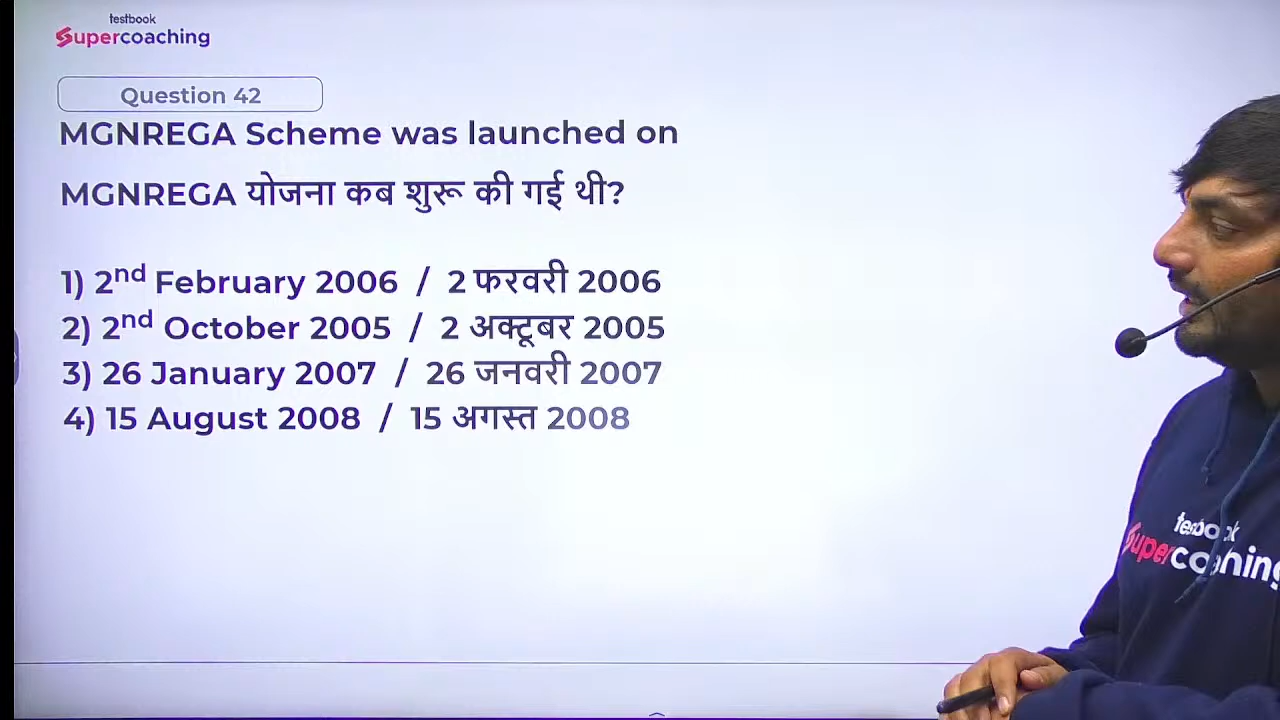 testbook
Supercoaching
Question 42
MGNREGA Scheme was launched on
MGNREGA योजना कब शुरू की गई थी?
1) 2nd February 2006 / 2 फरवरी 2006
2) 2nd October 2005 / 2 अक्टूबर 2005
3) 26 January 2007 / 26 जनवरी 2007
4) 15 August 2008 / 15 अगस्त 2008
testbook
Supercoaching